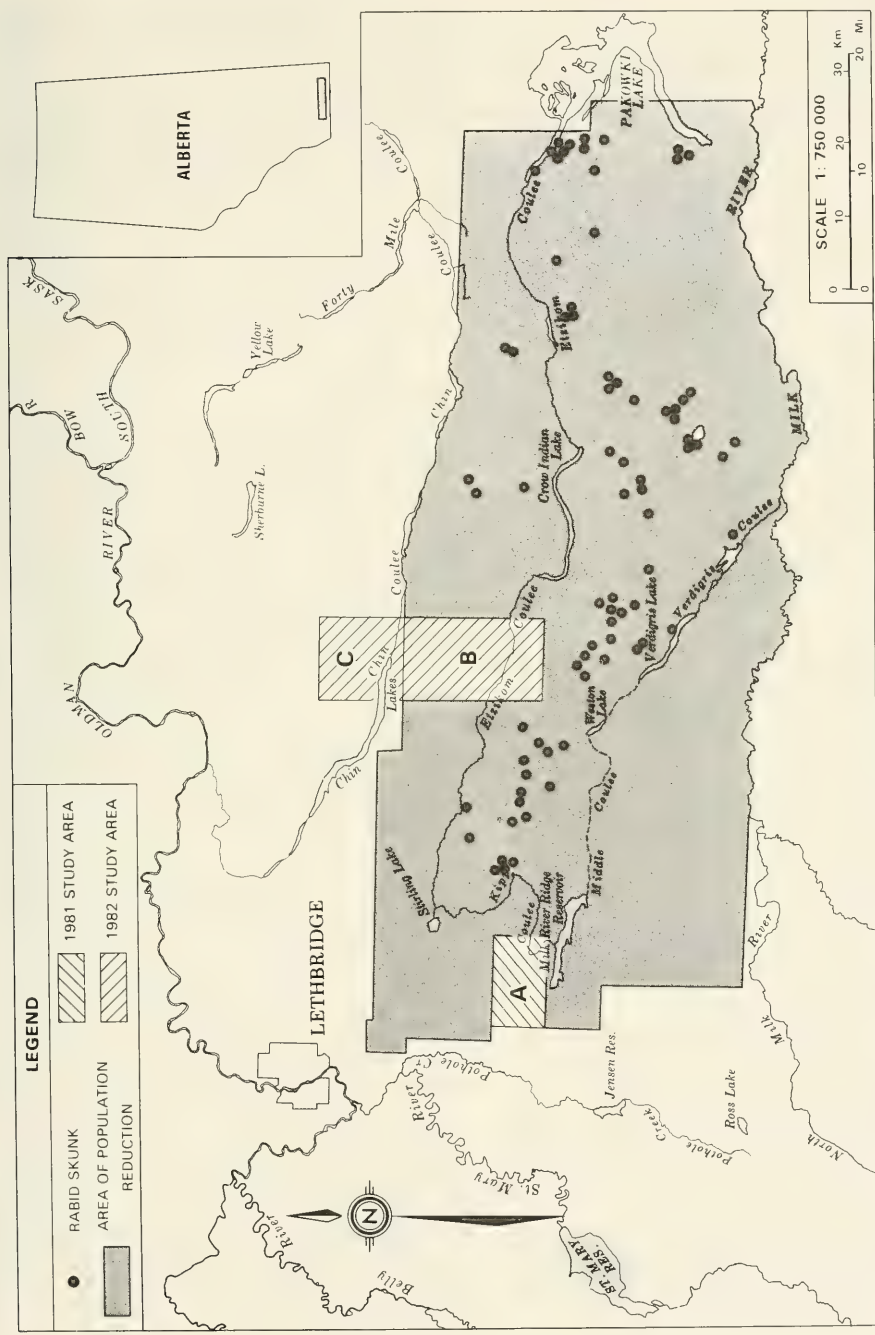 LEGEND
RABID SKUNK
AREA OF POPULATION
REDUCTION
1981 STUDY AREA
1982 STUDY AREA
ALBERTA
SCALE 1: 750 000
0 10 20 30 Km
0 10 20 Mi
N
LETHBRIDGE
OLDMAN
RIVER
BOW
R
SOUTH
SASK
Sherburne L.
Yellow
Lake
Forty
Mile
Coulee
Coulee
Chin
Coulee
Chin
Lakes
Chin
C
B
A
Etzikom
Coulee
Crow Indian
Lake
Etzikom
Coulee
PAKOWKI
LAKE
Stirling Lake
Kipp
Coulee
Milk River Ridge
Reservoir
Middle
Coulee
Weston
Lake
Verdigris Lake
Verdigris
Coulee
MILK
RIVER
River
Belly
River
St. Mary
ST. MARY
RES.
Pothole Cr.
Jensen Res.
Pothole
Creek
Ross Lake
North
Milk
River